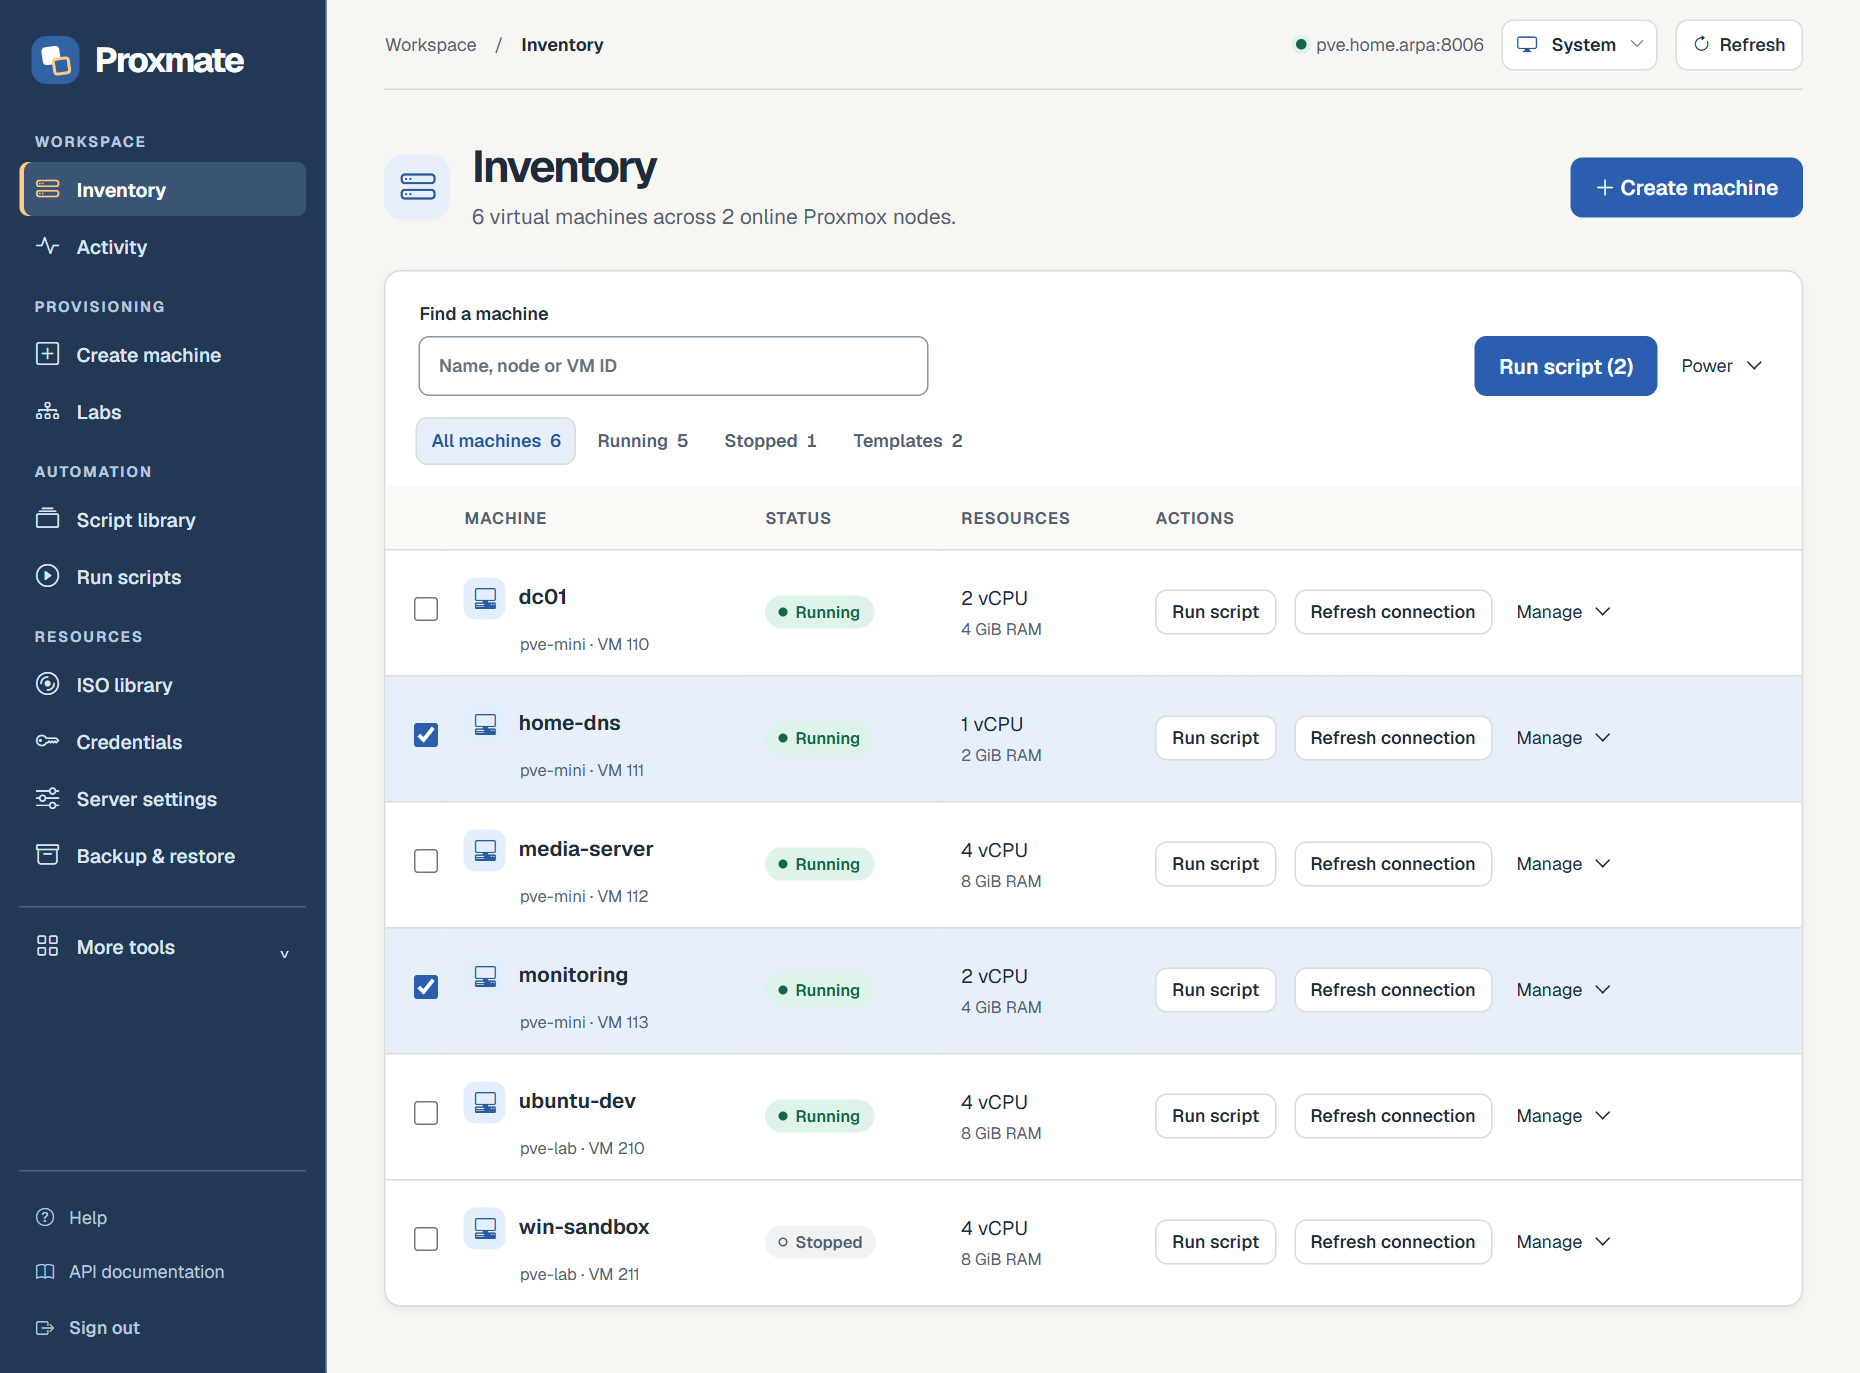 Proxmate
WORKSPACE
Inventory
Activity
PROVISIONING
Create machine
Labs
AUTOMATION
Script library
Run scripts
RESOURCES
ISO library
Credentials
Server settings
Backup & restore
More tools
Help
API documentation
Sign out
Workspace / Inventory
pve.home.arpa:8006
System
Refresh
Inventory
6 virtual machines across 2 online Proxmox nodes.
+ Create machine
Find a machine
Name, node or VM ID
Run script (2)
Power
All machines 6
Running 5
Stopped 1
Templates 2
MACHINE STATUS RESOURCES ACTIONS
dc01
pve-mini · VM 110
Running
2 vCPU
4 GiB RAM
Run script
Refresh connection
Manage
home-dns
pve-mini · VM 111
Running
1 vCPU
2 GiB RAM
Run script
Refresh connection
Manage
media-server
pve-mini · VM 112
Running
4 vCPU
8 GiB RAM
Run script
Refresh connection
Manage
monitoring
pve-mini · VM 113
Running
2 vCPU
4 GiB RAM
Run script
Refresh connection
Manage
ubuntu-dev
pve-lab · VM 210
Running
4 vCPU
8 GiB RAM
Run script
Refresh connection
Manage
win-sandbox
pve-lab · VM 211
Stopped
4 vCPU
8 GiB RAM
Run script
Refresh connection
Manage